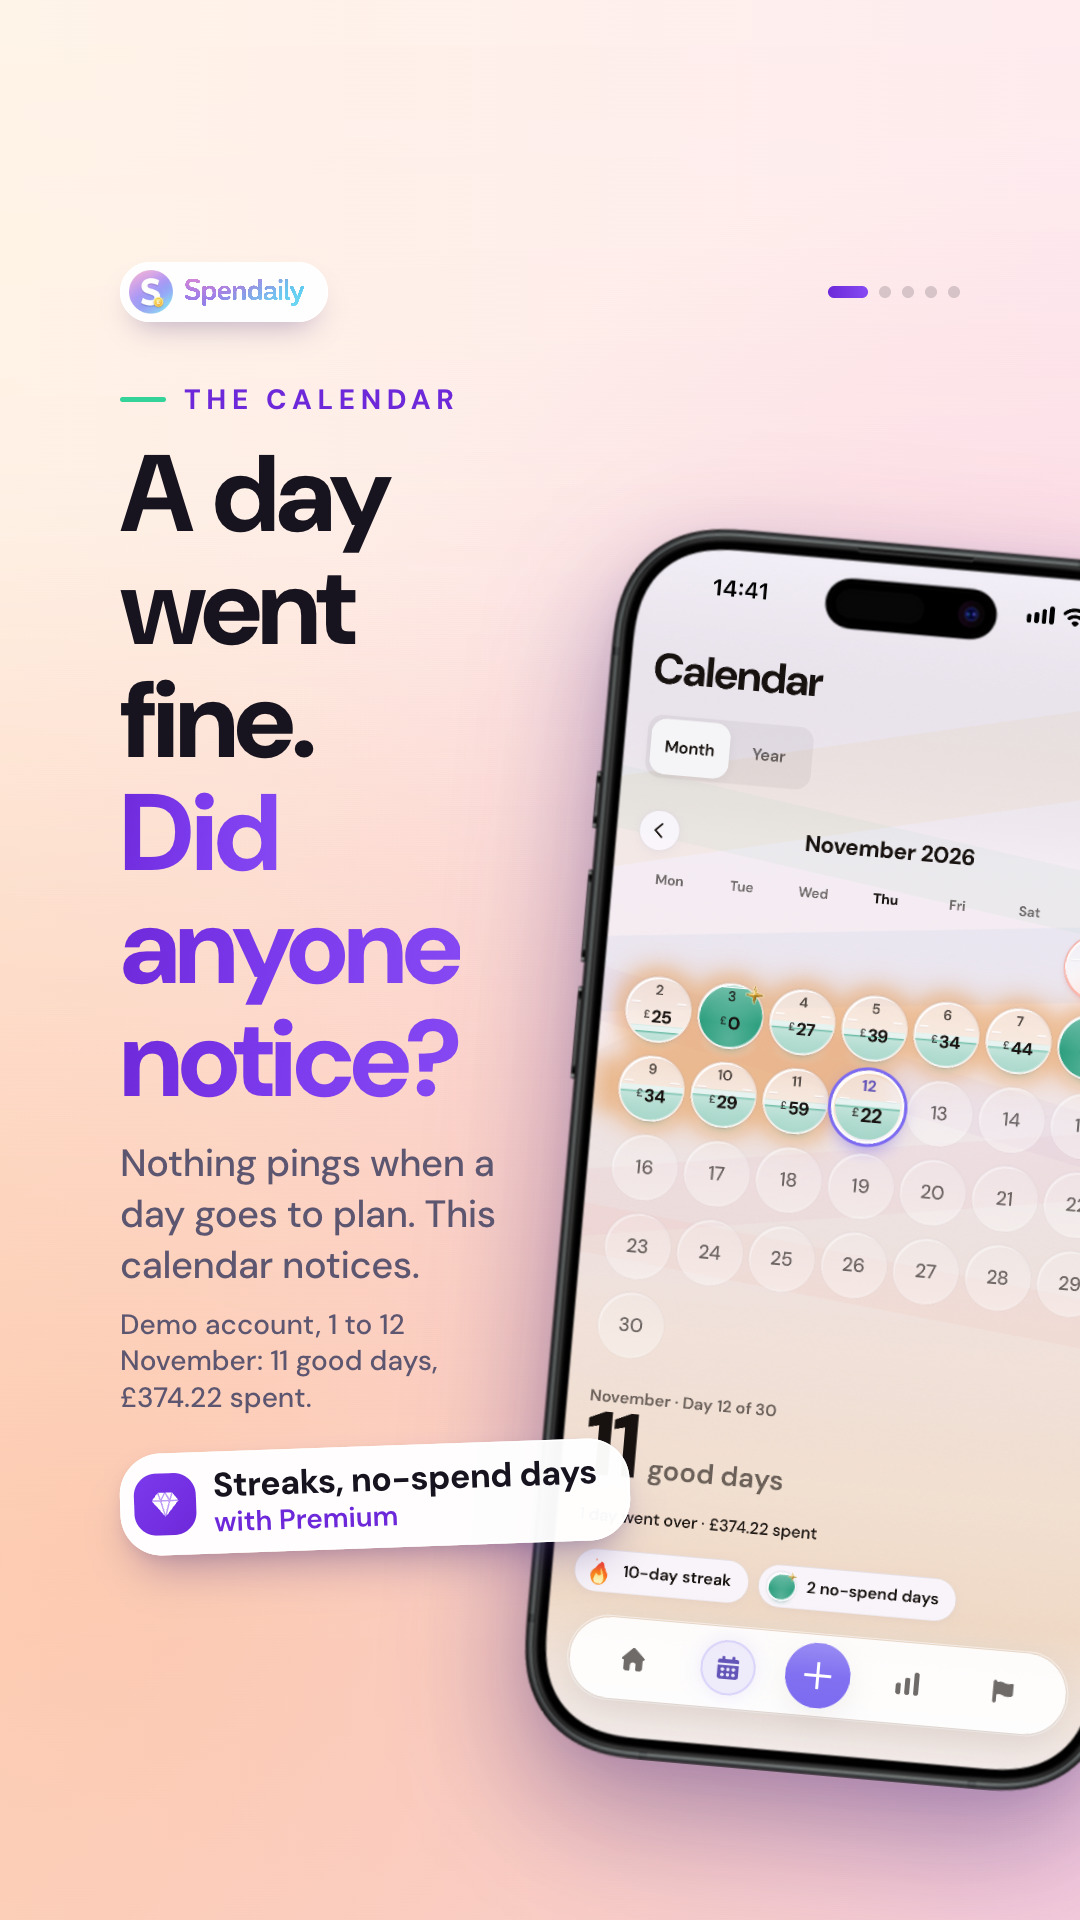 Spendaily
THE CALENDAR
A day
went
fine.
Did
anyone
notice?
Nothing pings when a
day goes to plan. This
calendar notices.
Demo account, 1 to 12
November: 11 good days,
£374.22 spent.
Streaks, no-spend days
with Premium
14:41
Calendar
Month Year
November 2026
Mon Tue Wed Thu Fri Sat
2 3 4 5 6 7
£25 £0 £27 £39 £34 £44
9 10 11 12 13 14
£34 £29 £59 £22
16 17 18 19 20 21 22
23 24 25 26 27 28 29
30
November · Day 12 of 30
11 good days
1 day went over · £374.22 spent
10-day streak 2 no-spend days